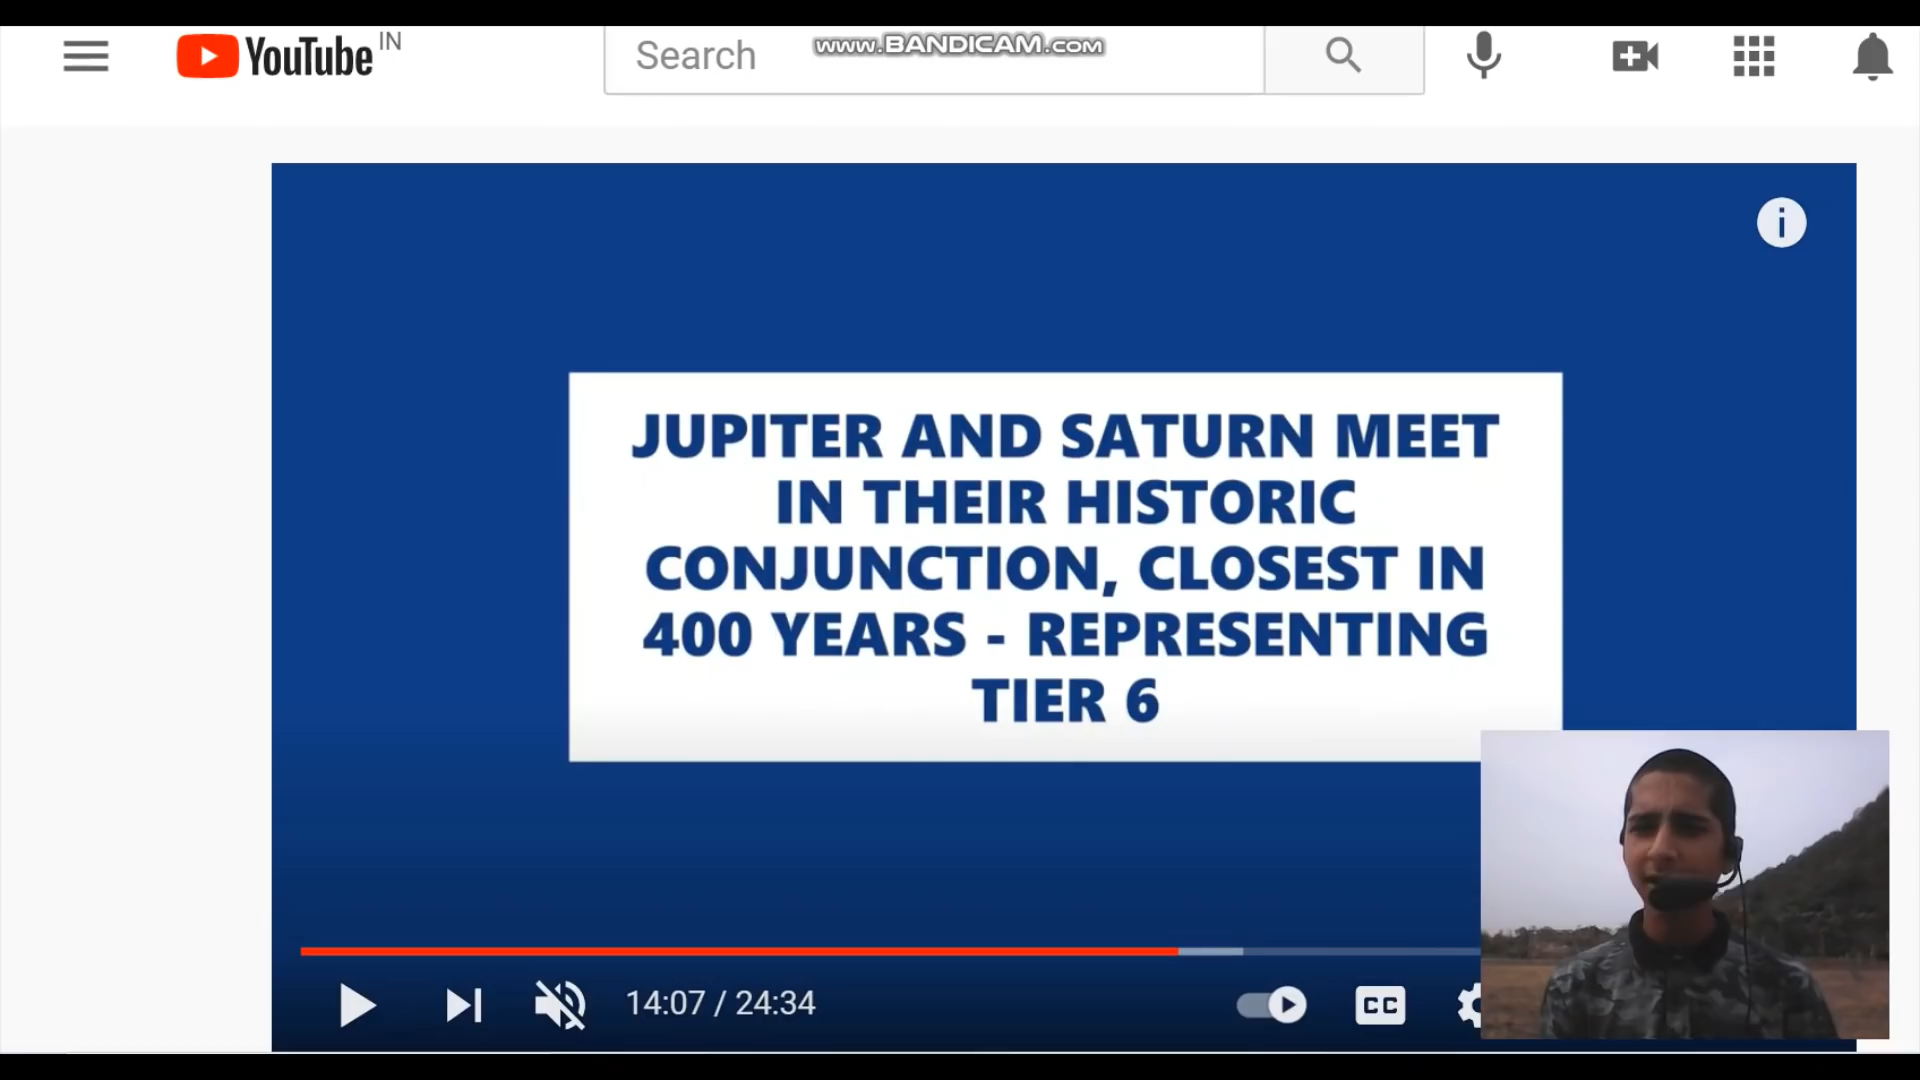 YouTube IN
Search
www.BANDICAM.com
i
JUPITER AND SATURN MEET
IN THEIR HISTORIC
CONJUNCTION, CLOSEST IN
400 YEARS - REPRESENTING
TIER 6
14:07 / 24:34
CC